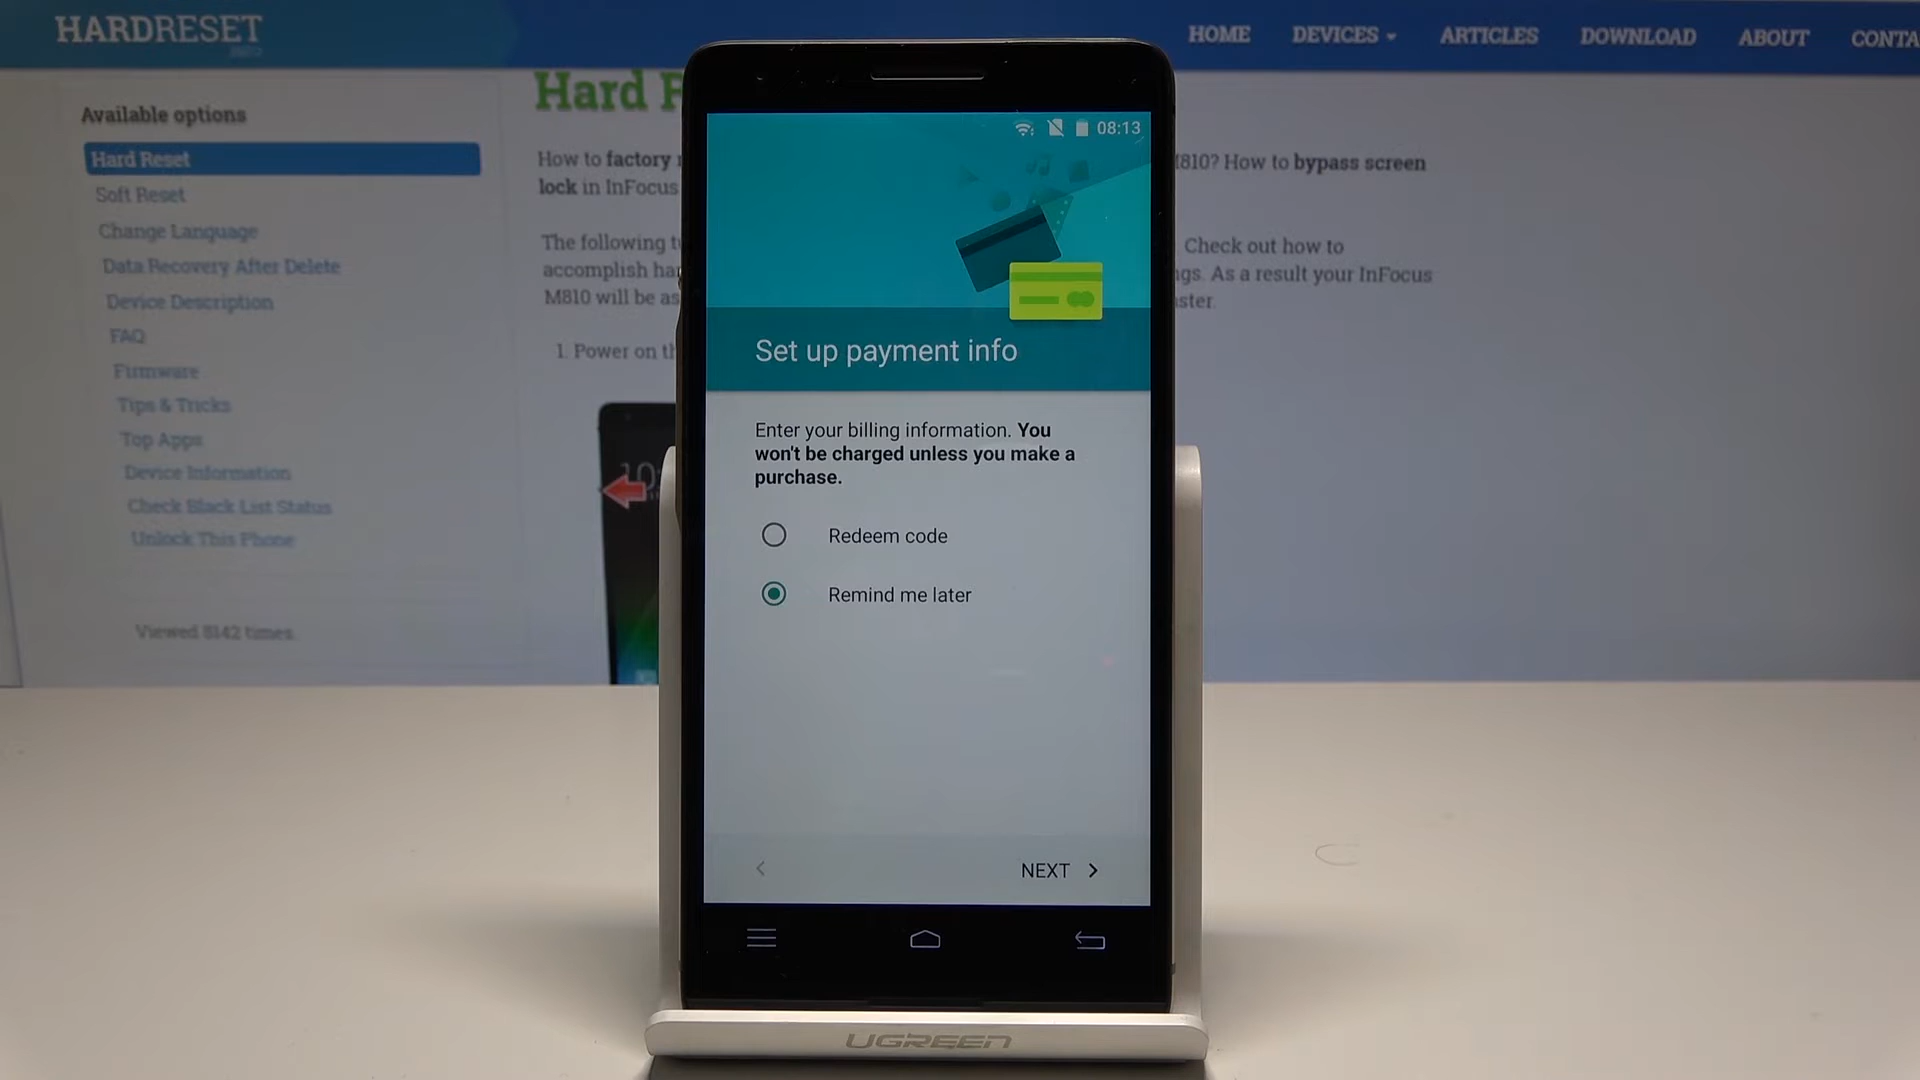 HARDRESET
HOME
DEVICES
ARTICLES
DOWNLOAD
ABOUT
CONTA
Available options
Hard Reset
Soft Reset
Change Language
Data Recovery After Delete
Device Description
FAQ
Firmware
Tips & Tricks
Top Apps
Device Information
Check Black List Status
Unlock This Phone
Viewed 8142 times.
Hard
How to factory
lock in InFocus
The following
accomplish
M810 will be
1. Power on
M810? How to bypass screen
Check out how to
As a result your InFocus
08:13
Set up payment info
Enter your billing information. You
won't be charged unless you make a
purchase.
Redeem code
Remind me later
NEXT
UGREEN